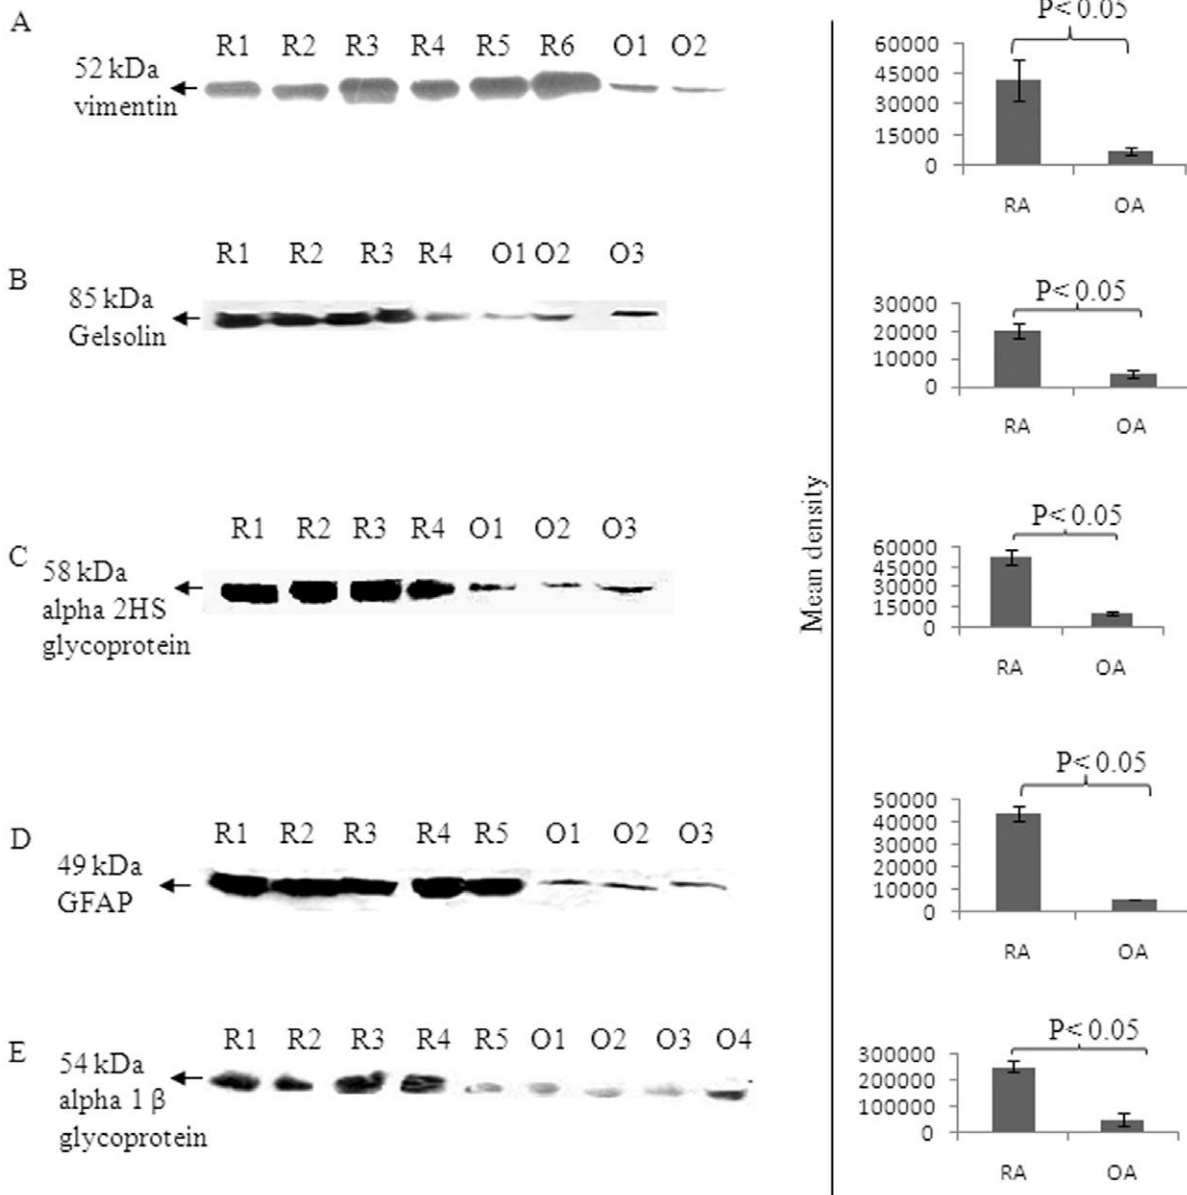 A
R1 R2 R3 R4 R5 R6 O1 O2
52 kDa
vimentin
P< 0.05
60000
45000
30000
15000
0
RA OA
B
R1 R2 R3 R4 O1 O2 O3
85 kDa
Gelsolin
P< 0.05
30000
20000
10000
0
RA OA
Mean density
C
R1 R2 R3 R4 O1 O2 O3
58 kDa
alpha 2HS
glycoprotein
P< 0.05
60000
45000
30000
15000
0
RA OA
D
R1 R2 R3 R4 R5 O1 O2 O3
49 kDa
GFAP
P< 0.05
50000
40000
30000
20000
10000
0
RA OA
E
R1 R2 R3 R4 R5 O1 O2 O3 O4
54 kDa
alpha 1 β
glycoprotein
P< 0.05
300000
200000
100000
0
RA OA